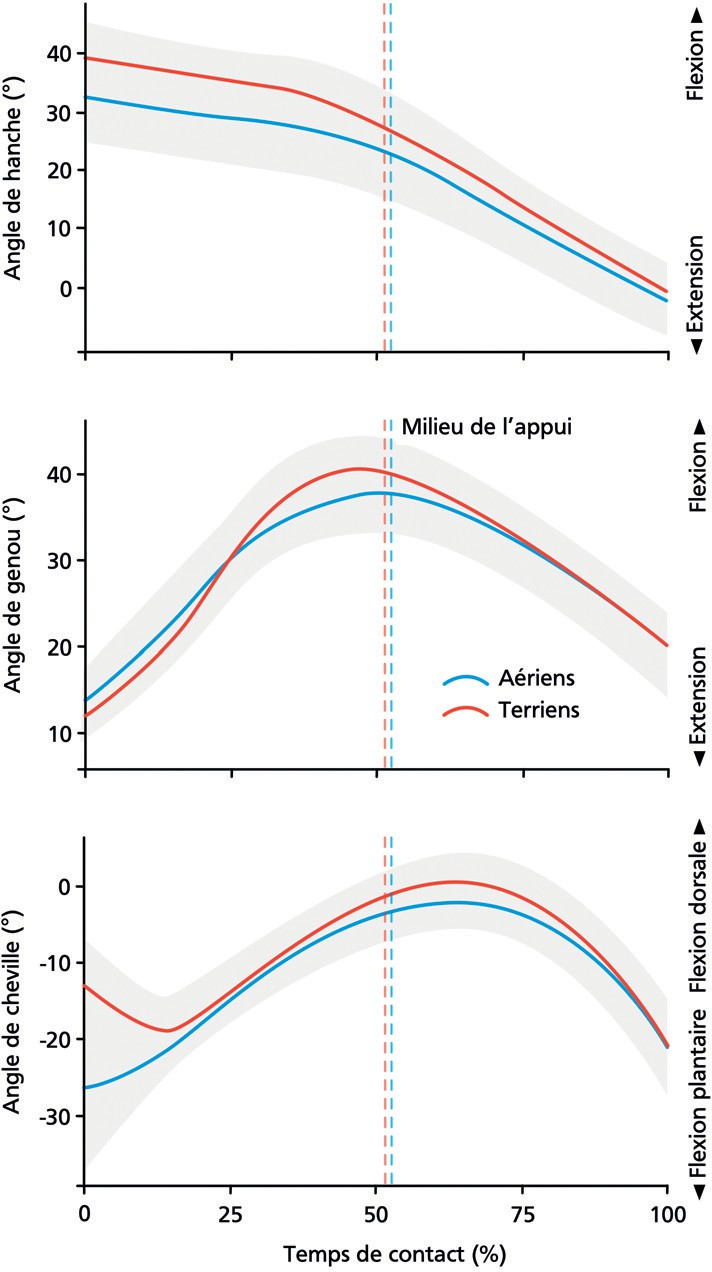 Angle de hanche (°)
40
30
20
10
0
Flexion ►
◄ Extension
Angle de genou (°)
40
30
20
10
Milieu de l’appui
Aériens
Terriens
Flexion ►
◄ Extension
Angle de cheville (°)
0
-10
-20
-30
Flexion dorsale ►
◄ Flexion plantaire
0 25 50 75 100
Temps de contact (%)